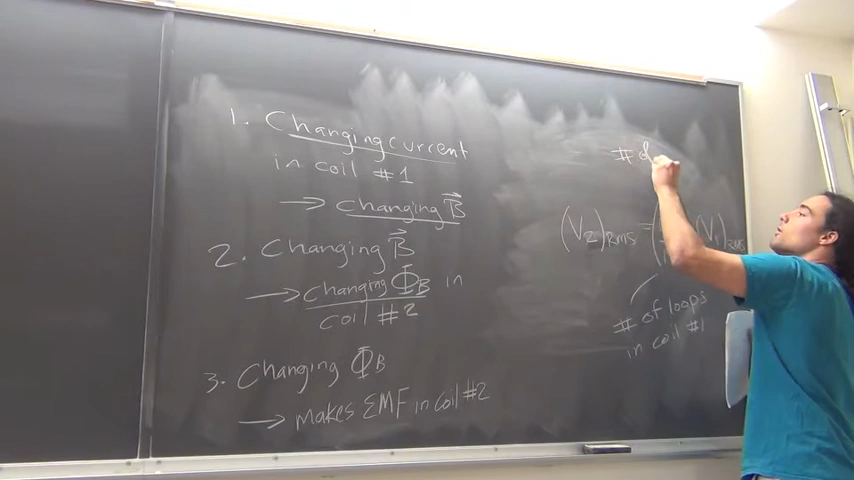 1. Changing current
in coil #1
→ Changing B⃗
2. Changing B⃗
→ changing Φ_B in
coil #2
3. Changing Φ_B
→ makes EMF in coil #2
# of
(V₂)RMS = ( (V₁)RMS
# of loops
in coil #1